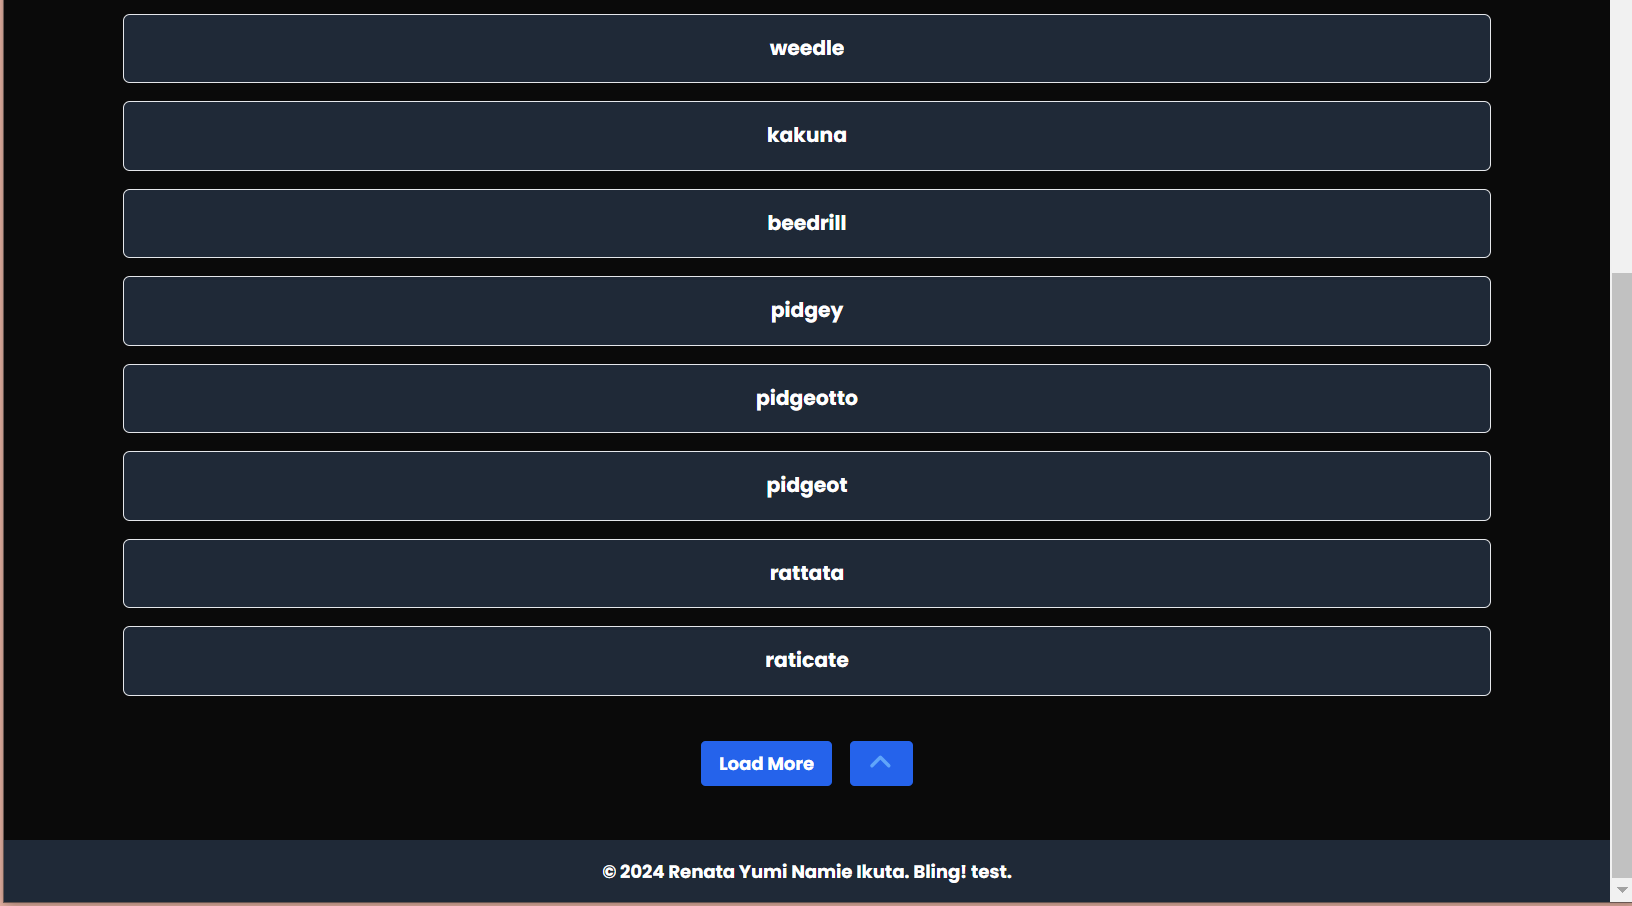 weedle
kakuna
beedrill
pidgey
pidgeotto
pidgeot
rattata
raticate
Load More
© 2024 Renata Yumi Namie Ikuta. Bling! test.